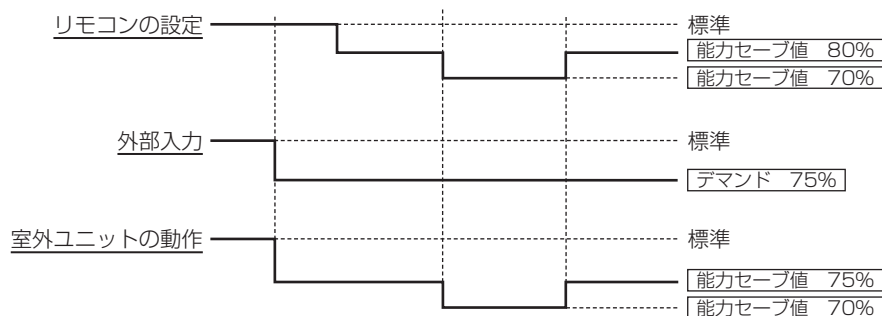 リモコンの設定
標準
能力セーブ値 80%
能力セーブ値 70%
外部入力
標準
デマンド 75%
室外ユニットの動作
標準
能力セーブ値 75%
能力セーブ値 70%